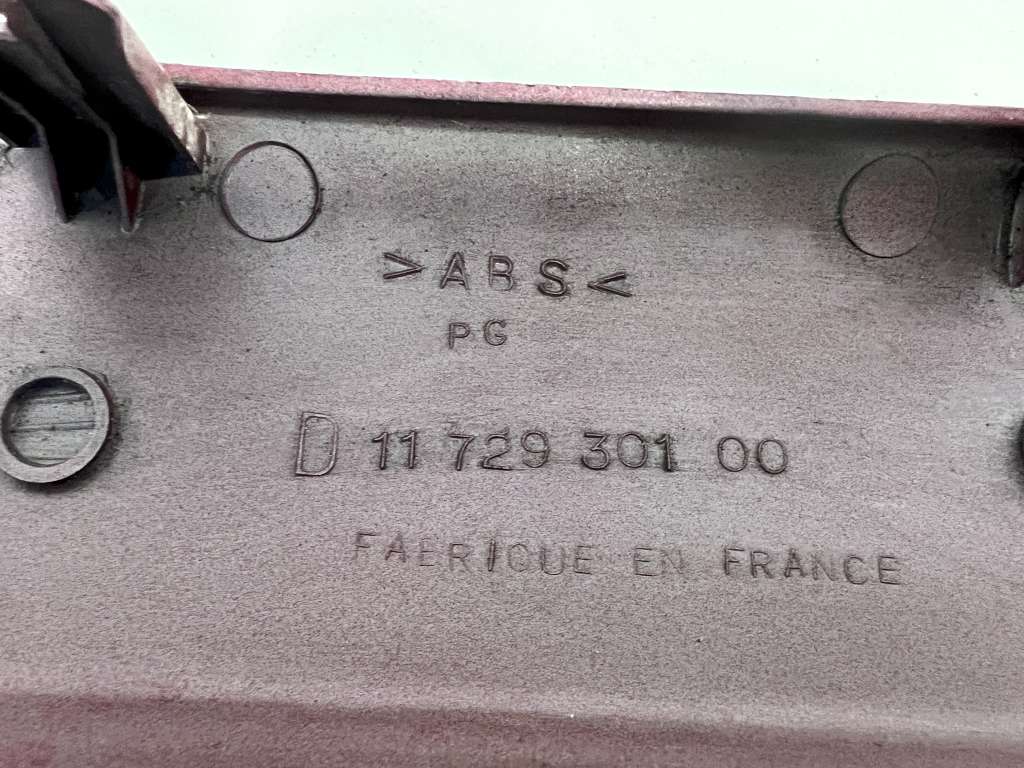 >ABS<
PG
D 11 729 301 00
FABRIQUE EN FRANCE